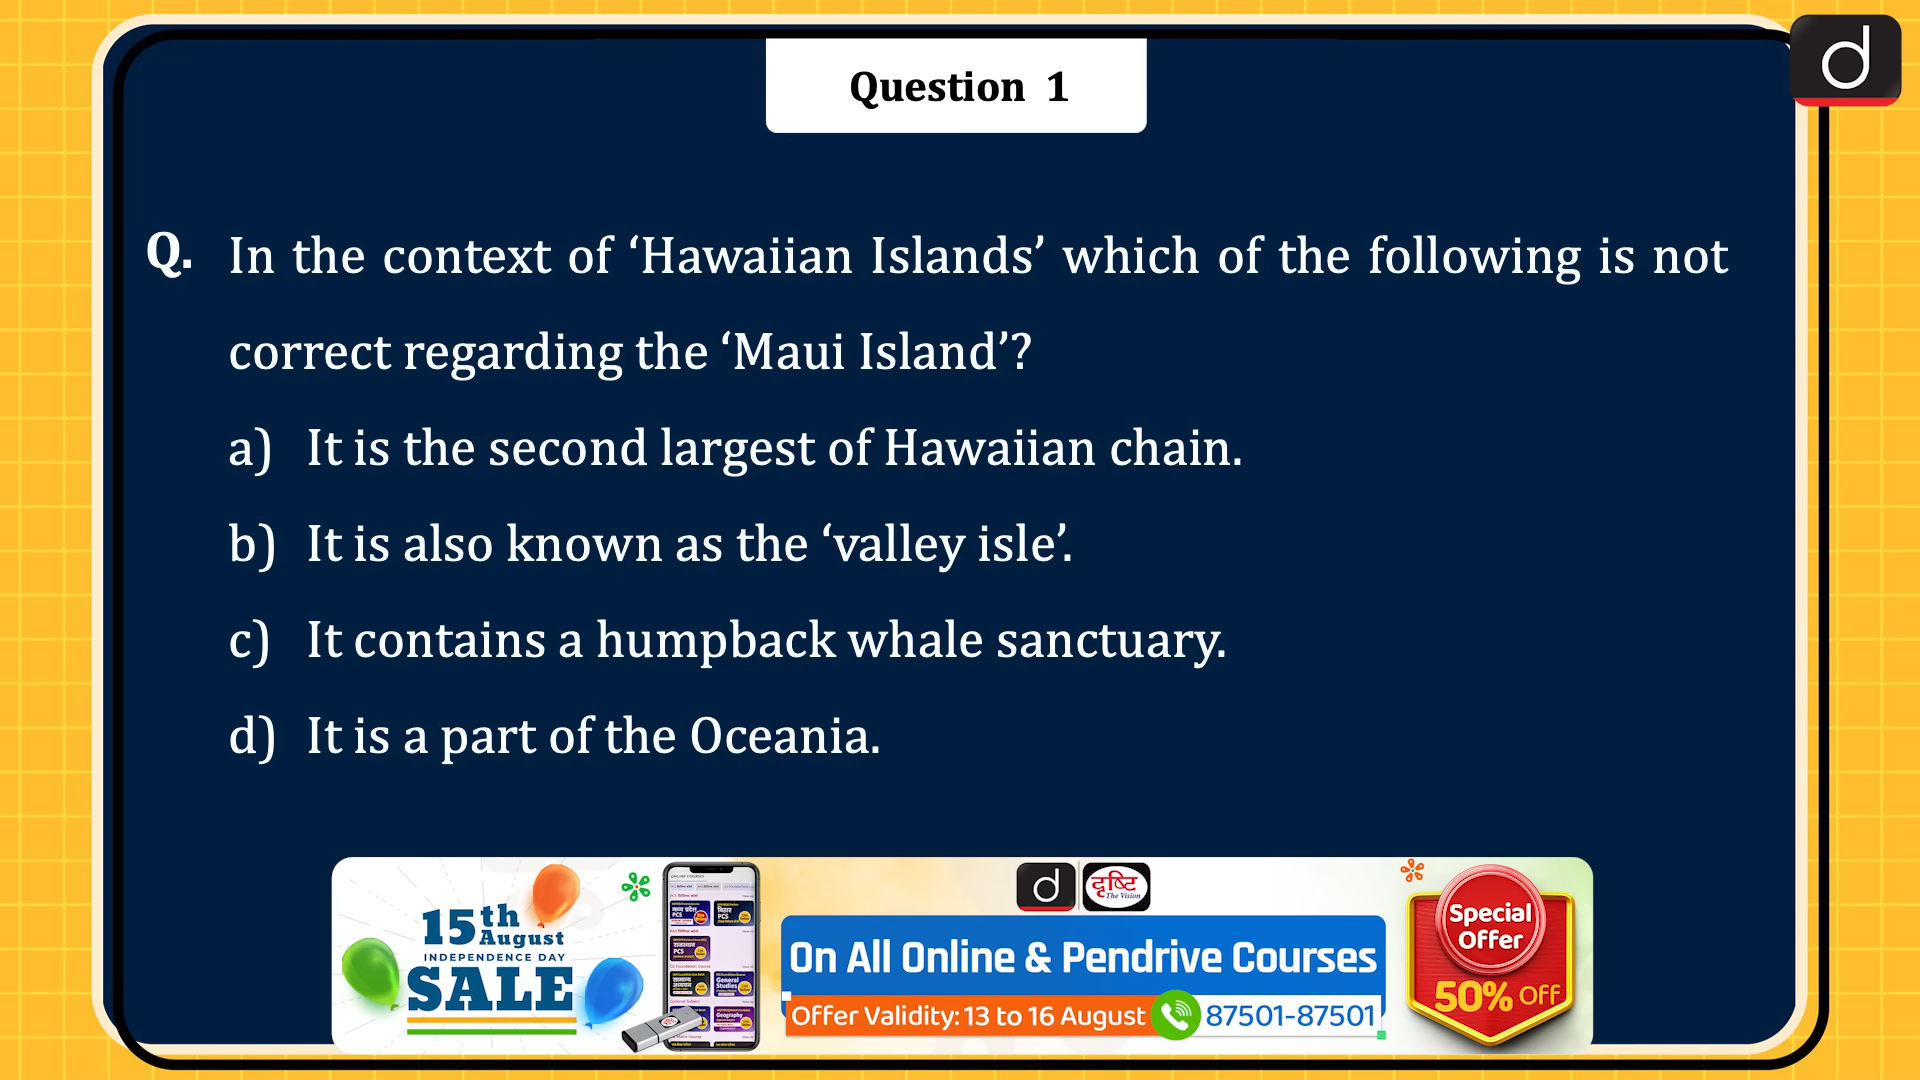 d
Question 1
Q. In the context of ‘Hawaiian Islands’ which of the following is not
correct regarding the ‘Maui Island’?
a) It is the second largest of Hawaiian chain.
b) It is also known as the ‘valley isle’.
c) It contains a humpback whale sanctuary.
d) It is a part of the Oceania.
15th August
INDEPENDENCE DAY
SALE
d दृष्टि
The Vision
On All Online & Pendrive Courses
Offer Validity: 13 to 16 August 87501-87501
Special
Offer
50% OFF